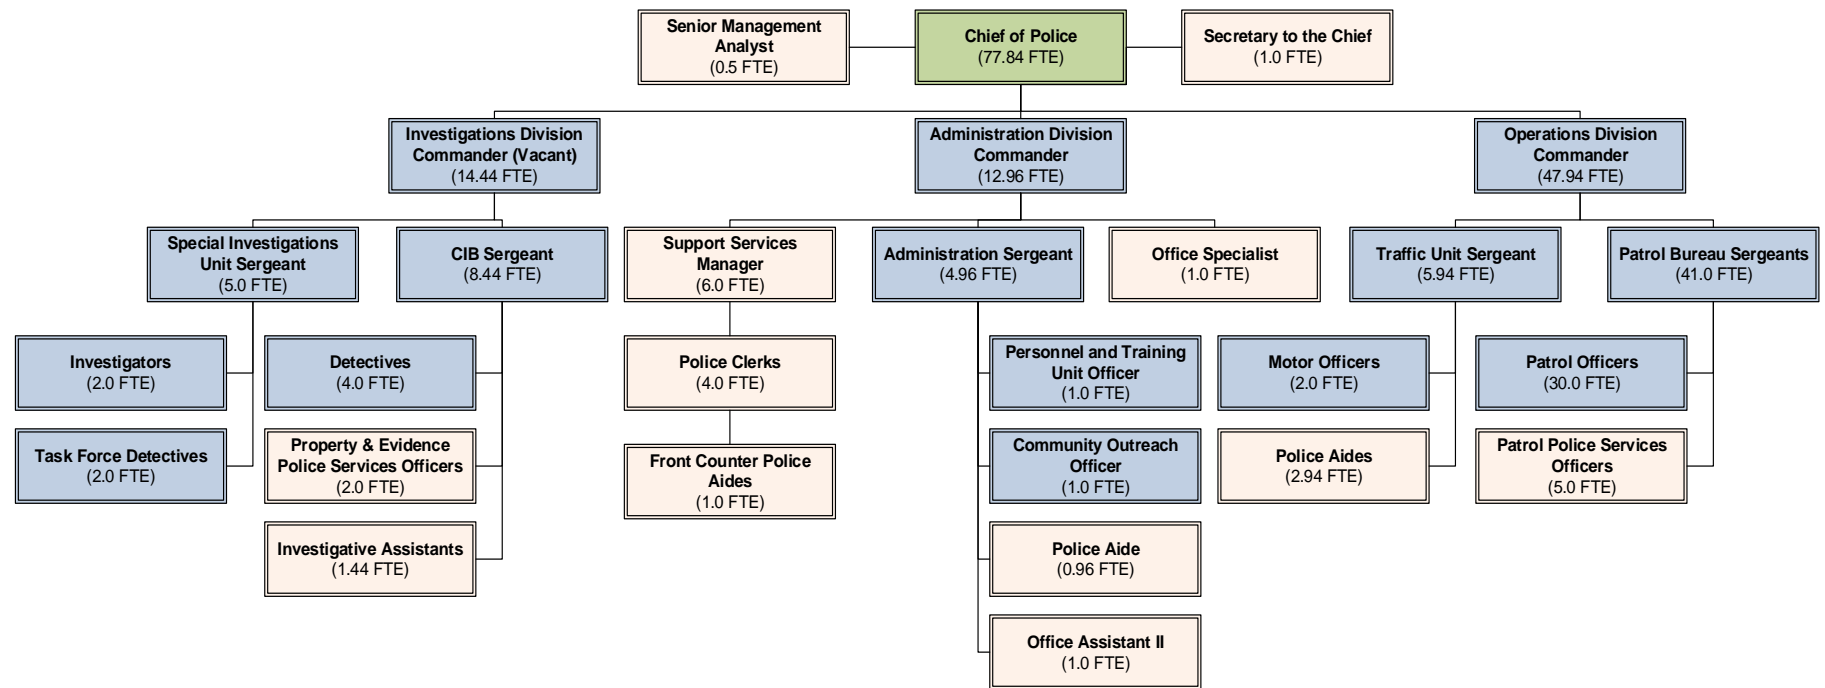 Senior Management
Analyst
(0.5 FTE)
Chief of Police
(77.84 FTE)
Secretary to the Chief
(1.0 FTE)
Investigations Division
Commander (Vacant)
(14.44 FTE)
Administration Division
Commander
(12.96 FTE)
Operations Division
Commander
(47.94 FTE)
Special Investigations
Unit Sergeant
(5.0 FTE)
CIB Sergeant
(8.44 FTE)
Support Services
Manager
(6.0 FTE)
Administration Sergeant
(4.96 FTE)
Office Specialist
(1.0 FTE)
Traffic Unit Sergeant
(5.94 FTE)
Patrol Bureau Sergeants
(41.0 FTE)
Investigators
(2.0 FTE)
Detectives
(4.0 FTE)
Police Clerks
(4.0 FTE)
Personnel and Training
Unit Officer
(1.0 FTE)
Motor Officers
(2.0 FTE)
Patrol Officers
(30.0 FTE)
Task Force Detectives
(2.0 FTE)
Property & Evidence
Police Services Officers
(2.0 FTE)
Front Counter Police
Aides
(1.0 FTE)
Community Outreach
Officer
(1.0 FTE)
Police Aides
(2.94 FTE)
Patrol Police Services
Officers
(5.0 FTE)
Investigative Assistants
(1.44 FTE)
Police Aide
(0.96 FTE)
Office Assistant II
(1.0 FTE)